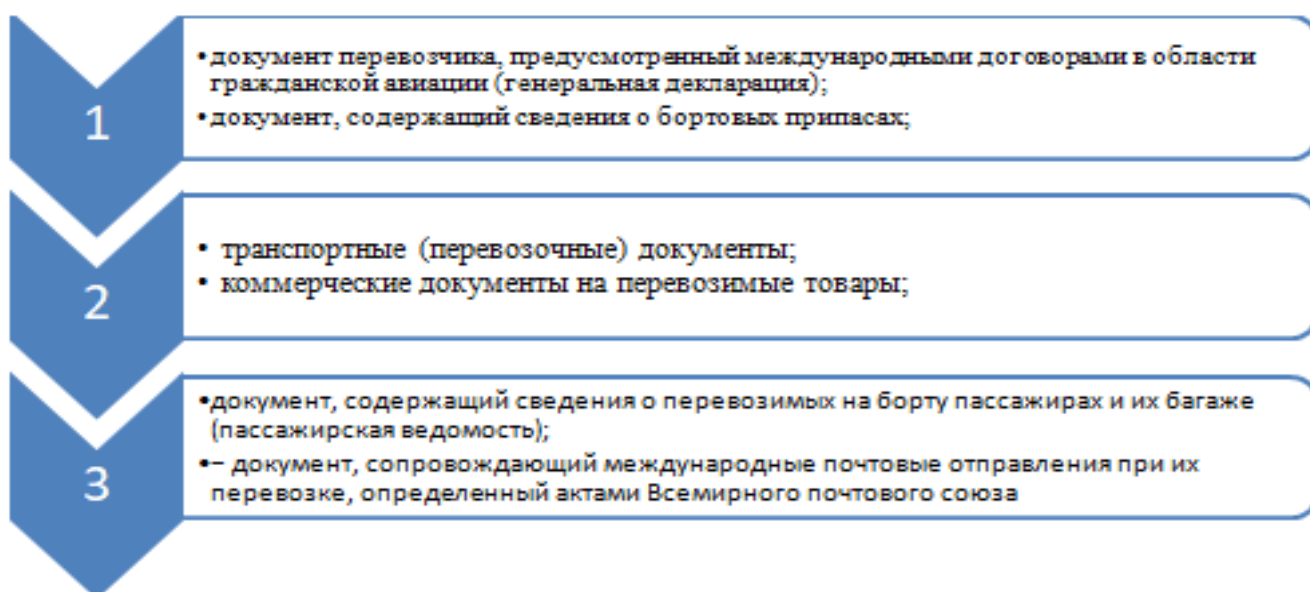 1
•документ перевозчика, предусмотренный международными договорами в области
гражданской авиации (генеральная декларация);
•документ, содержащий сведения о бортовых припасах;
2
• транспортные (перевозочные) документы;
• коммерческие документы на перевозимые товары;
3
•документ, содержащий сведения о перевозимых на борту пассажирах и их багаже
(пассажирская ведомость);
•− документ, сопровождающий международные почтовые отправления при их
перевозке, определенный актами Всемирного почтового союза